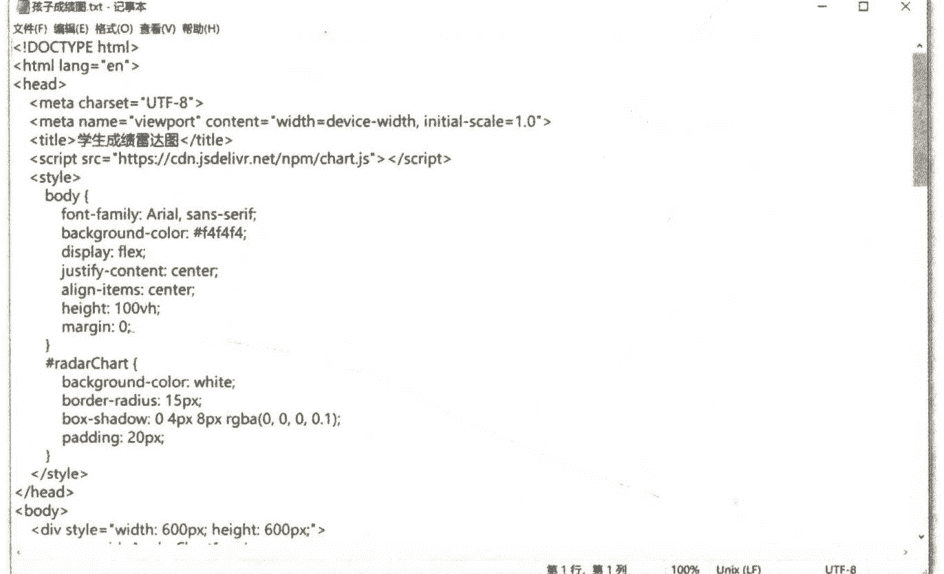 孩子成绩图.txt - 记事本
文件(F) 编辑(E) 格式(O) 查看(V) 帮助(H)
<!DOCTYPE html>
<html lang="en">
<head>
<meta charset="UTF-8">
<meta name="viewport" content="width=device-width, initial-scale=1.0">
<title>学生成绩雷达图</title>
<script src="https://cdn.jsdelivr.net/npm/chart.js"></script>
<style>
body {
font-family: Arial, sans-serif;
background-color: #f4f4f4;
display: flex;
justify-content: center;
align-items: center;
height: 100vh;
margin: 0;
}
#radarChart {
background-color: white;
border-radius: 15px;
box-shadow: 0 4px 8px rgba(0, 0, 0, 0.1);
padding: 20px;
}
</style>
</head>
<body>
<div style="width: 600px; height: 600px;">
第 1 行，第 1 列 100% Unix (LF) UTF-8